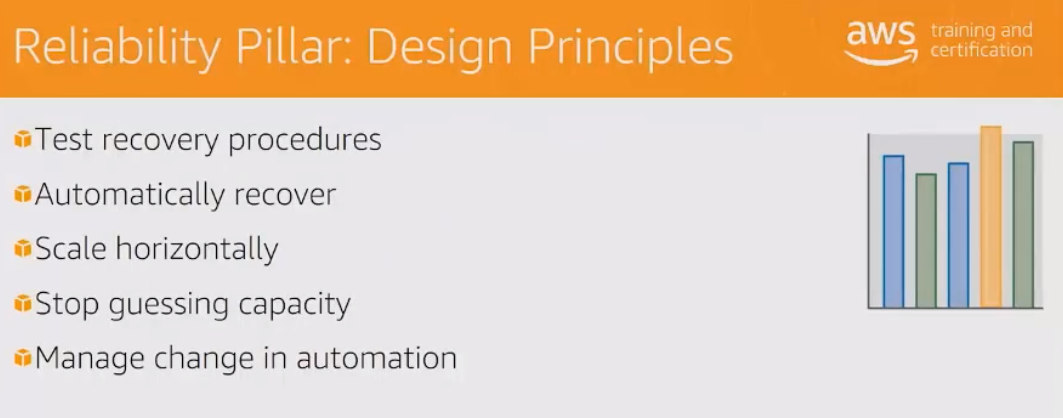 Reliability Pillar: Design Principles
aws training and
certification
Test recovery procedures
Automatically recover
Scale horizontally
Stop guessing capacity
Manage change in automation